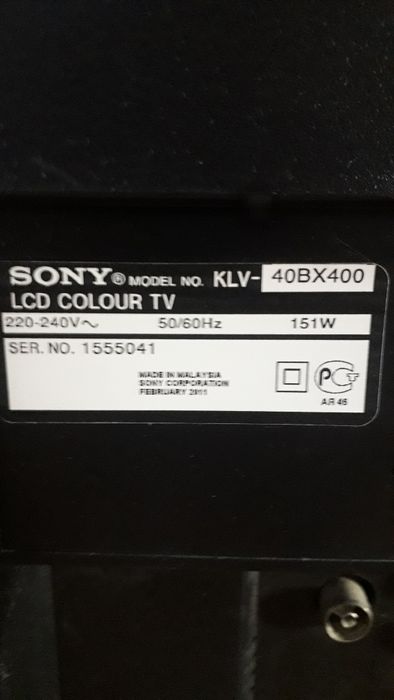 SONY® MODEL NO. KLV-40BX400
LCD COLOUR TV
220-240V~ 50/60Hz 151W
SER. NO. 1555041
MADE IN MALAYSIA
SONY CORPORATION
FEBRUARY 2011
РСТ
AR 46